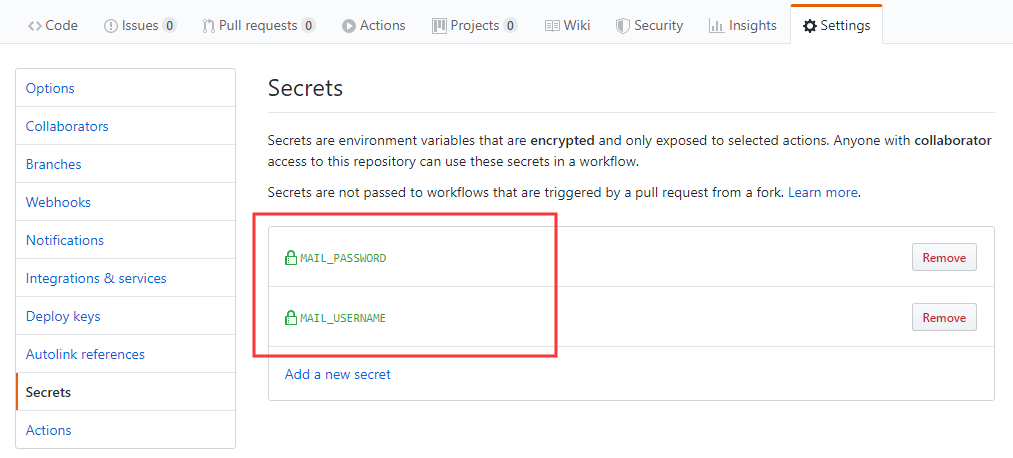 Code Issues 0 Pull requests 0 Actions Projects 0 Wiki Security Insights Settings
Options
Collaborators
Branches
Webhooks
Notifications
Integrations & services
Deploy keys
Autolink references
Secrets
Actions
Secrets
Secrets are environment variables that are encrypted and only exposed to selected actions. Anyone with collaborator
access to this repository can use these secrets in a workflow.
Secrets are not passed to workflows that are triggered by a pull request from a fork. Learn more.
MAIL_PASSWORD Remove
MAIL_USERNAME Remove
Add a new secret